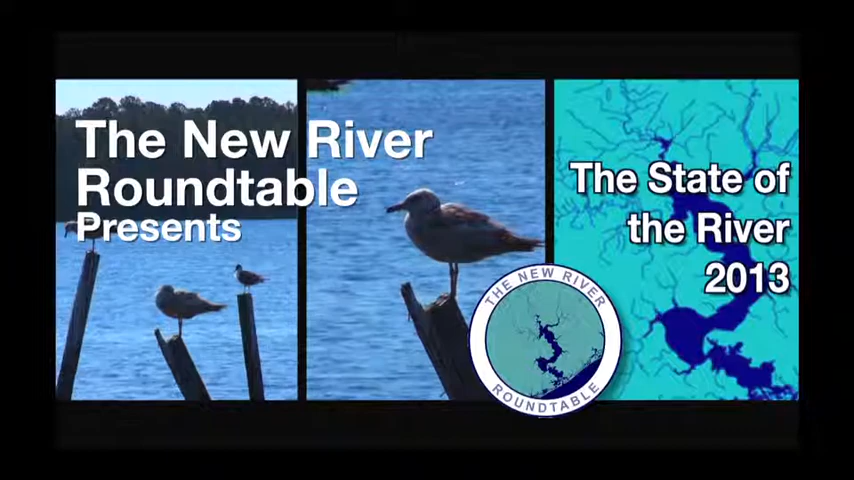 The New River
Roundtable
Presents
The State of
the River
2013
THE NEW RIVER
ROUNDTABLE